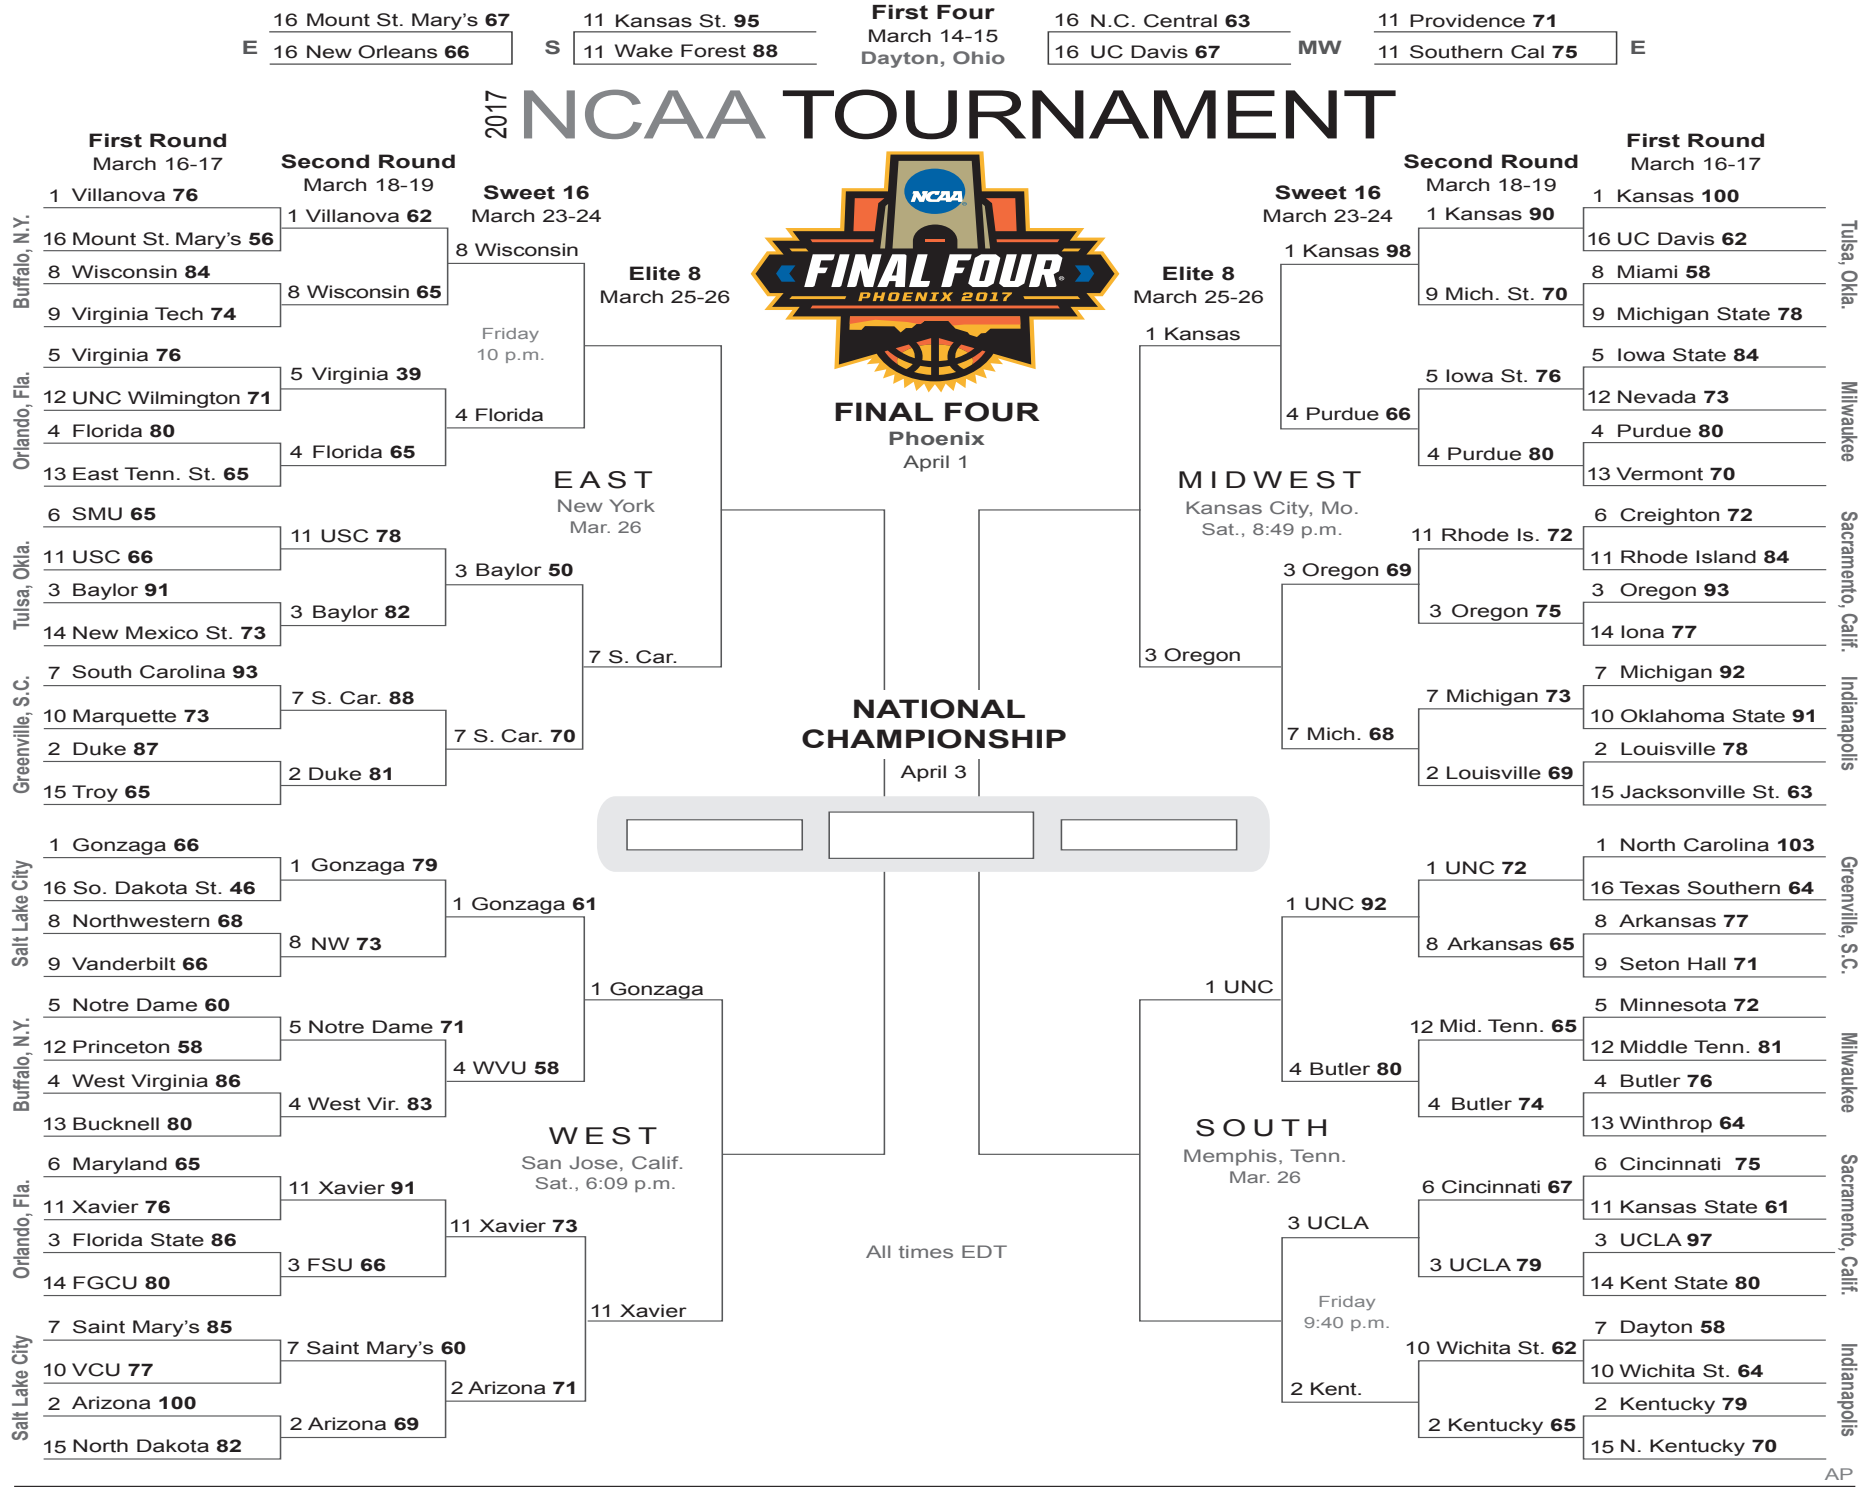 16 Mount St. Mary's 67
16 New Orleans 66
E
11 Kansas St. 95
11 Wake Forest 88
S
First Four
March 14-15
Dayton, Ohio
16 N.C. Central 63
16 UC Davis 67
MW
11 Providence 71
11 Southern Cal 75
E
2017 NCAA TOURNAMENT
First Round
March 16-17
Second Round
March 18-19
Sweet 16
March 23-24
Elite 8
March 25-26
Buffalo, N.Y.
1 Villanova 76
16 Mount St. Mary's 56
8 Wisconsin 84
9 Virginia Tech 74
Orlando, Fla.
5 Virginia 76
12 UNC Wilmington 71
4 Florida 80
13 East Tenn. St. 65
Tulsa, Okla.
6 SMU 65
11 USC 66
3 Baylor 91
14 New Mexico St. 73
Greenville, S.C.
7 South Carolina 93
10 Marquette 73
2 Duke 87
15 Troy 65
1 Villanova 62
8 Wisconsin 65
5 Virginia 39
4 Florida 65
11 USC 78
3 Baylor 82
7 S. Car. 88
2 Duke 81
8 Wisconsin
Friday
10 p.m.
4 Florida
3 Baylor 50
7 S. Car. 70
7 S. Car.
EAST
New York
Mar. 26
Salt Lake City
1 Gonzaga 66
16 So. Dakota St. 46
8 Northwestern 68
9 Vanderbilt 66
Buffalo, N.Y.
5 Notre Dame 60
12 Princeton 58
4 West Virginia 86
13 Bucknell 80
Orlando, Fla.
6 Maryland 65
11 Xavier 76
3 Florida State 86
14 FGCU 80
Salt Lake City
7 Saint Mary's 85
10 VCU 77
2 Arizona 100
15 North Dakota 82
1 Gonzaga 79
8 NW 73
5 Notre Dame 71
4 West Vir. 83
11 Xavier 91
3 FSU 66
7 Saint Mary's 60
2 Arizona 69
1 Gonzaga 61
4 WVU 58
11 Xavier 73
2 Arizona 71
1 Gonzaga
11 Xavier
WEST
San Jose, Calif.
Sat., 6:09 p.m.
NCAA
FINAL FOUR
PHOENIX 2017
FINAL FOUR
Phoenix
April 1
NATIONAL
CHAMPIONSHIP
April 3
All times EDT
Elite 8
March 25-26
Sweet 16
March 23-24
Second Round
March 18-19
First Round
March 16-17
1 Kansas
3 Oregon
MIDWEST
Kansas City, Mo.
Sat., 8:49 p.m.
1 Kansas 98
4 Purdue 66
3 Oregon 69
7 Mich. 68
1 Kansas 90
9 Mich. St. 70
5 Iowa St. 76
4 Purdue 80
11 Rhode Is. 72
3 Oregon 75
7 Michigan 73
2 Louisville 69
1 Kansas 100
16 UC Davis 62
8 Miami 58
9 Michigan State 78
Tulsa, Okla.
5 Iowa State 84
12 Nevada 73
4 Purdue 80
13 Vermont 70
Milwaukee
6 Creighton 72
11 Rhode Island 84
3 Oregon 93
14 Iona 77
Sacramento, Calif.
7 Michigan 92
10 Oklahoma State 91
2 Louisville 78
15 Jacksonville St. 63
Indianapolis
1 UNC
SOUTH
Memphis, Tenn.
Mar. 26
1 UNC 92
4 Butler 80
3 UCLA
Friday
9:40 p.m.
2 Kent.
1 UNC 72
8 Arkansas 65
12 Mid. Tenn. 65
4 Butler 74
6 Cincinnati 67
3 UCLA 79
10 Wichita St. 62
2 Kentucky 65
1 North Carolina 103
16 Texas Southern 64
8 Arkansas 77
9 Seton Hall 71
Greenville, S.C.
5 Minnesota 72
12 Middle Tenn. 81
4 Butler 76
13 Winthrop 64
Milwaukee
6 Cincinnati 75
11 Kansas State 61
3 UCLA 97
14 Kent State 80
Sacramento, Calif.
7 Dayton 58
10 Wichita St. 64
2 Kentucky 79
15 N. Kentucky 70
Indianapolis
AP